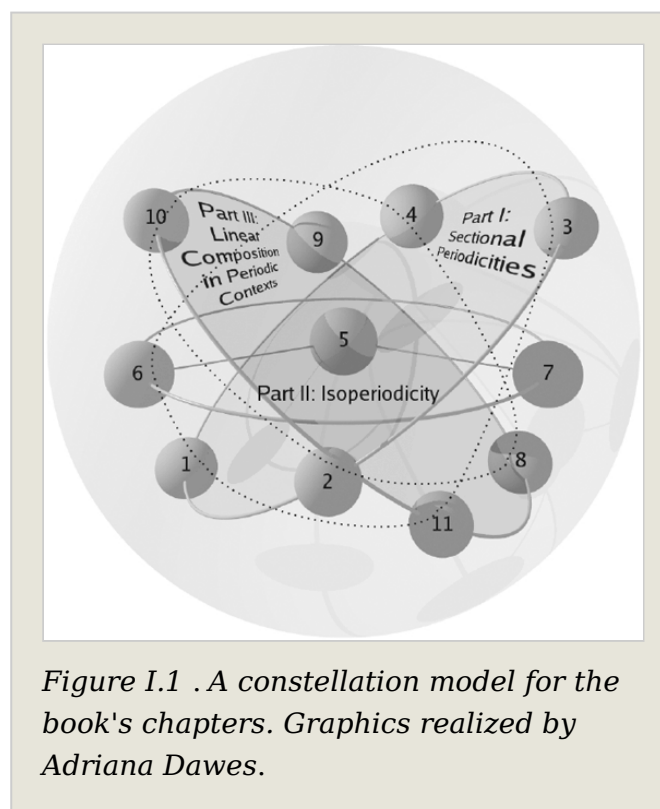 10
Part III:
Linear
Composition
in Periodic
Contexts
9
4
Part I:
Sectional
Periodicities
3
5
6
7
Part II: Isoperiodicity
1
2
8
11
Figure I.1 . A constellation model for the
book's chapters. Graphics realized by
Adriana Dawes.